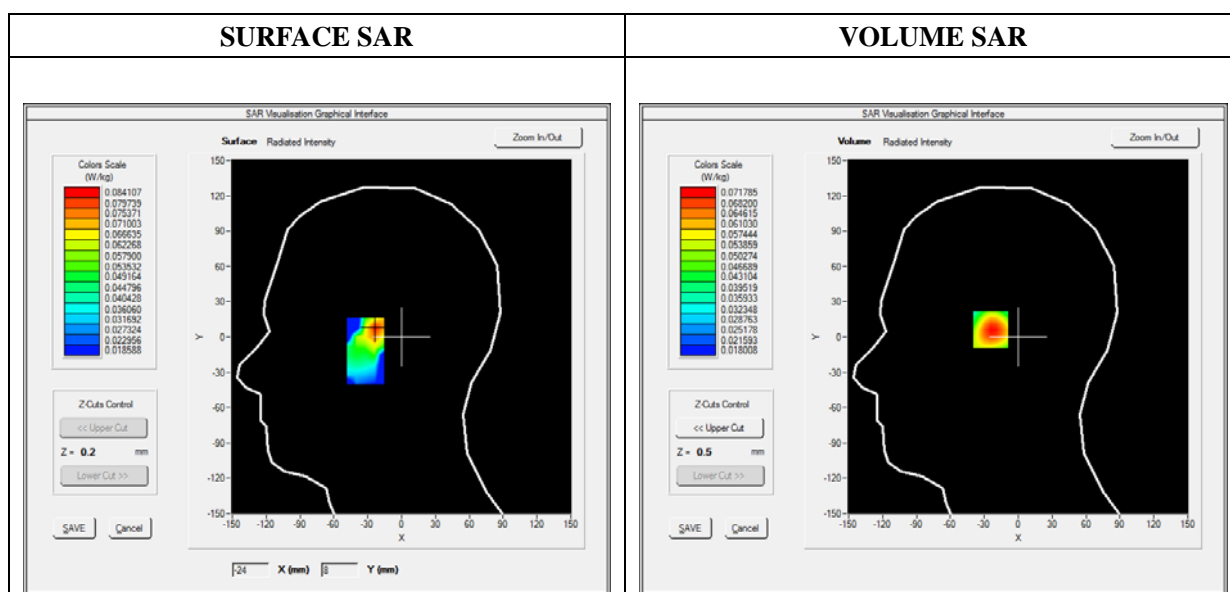 SURFACE SAR
SAR Visualisation Graphical Interface
Surface Radiated Intensity
Zoom In/Out
Colors Scale
(W/kg)
0.084107
0.079739
0.075371
0.071003
0.066635
0.062268
0.057900
0.053532
0.049164
0.044796
0.040428
0.036060
0.031692
0.027324
0.022956
0.018588
Z-Cuts Control
<< Upper Cut
Z = 0.2 mm
Lower Cut >>
SAVE Cancel
150
120
90
60
30
0
-30
-60
-90
-120
-150
Y
-150 -120 -90 -60 -30 0 30 60 90 120 150
X
-24 X (mm) 8 Y (mm)
VOLUME SAR
SAR Visualisation Graphical Interface
Volume Radiated Intensity
Zoom In/Out
Colors Scale
(W/kg)
0.071785
0.068200
0.064615
0.061030
0.057444
0.053859
0.050274
0.046689
0.043104
0.039519
0.035933
0.032348
0.028763
0.025178
0.021593
0.018008
Z-Cuts Control
<< Upper Cut
Z = 0.5 mm
Lower Cut >>
SAVE Cancel
150
120
90
60
30
0
-30
-60
-90
-120
-150
Y
-150 -120 -90 -60 -30 0 30 60 90 120 150
X